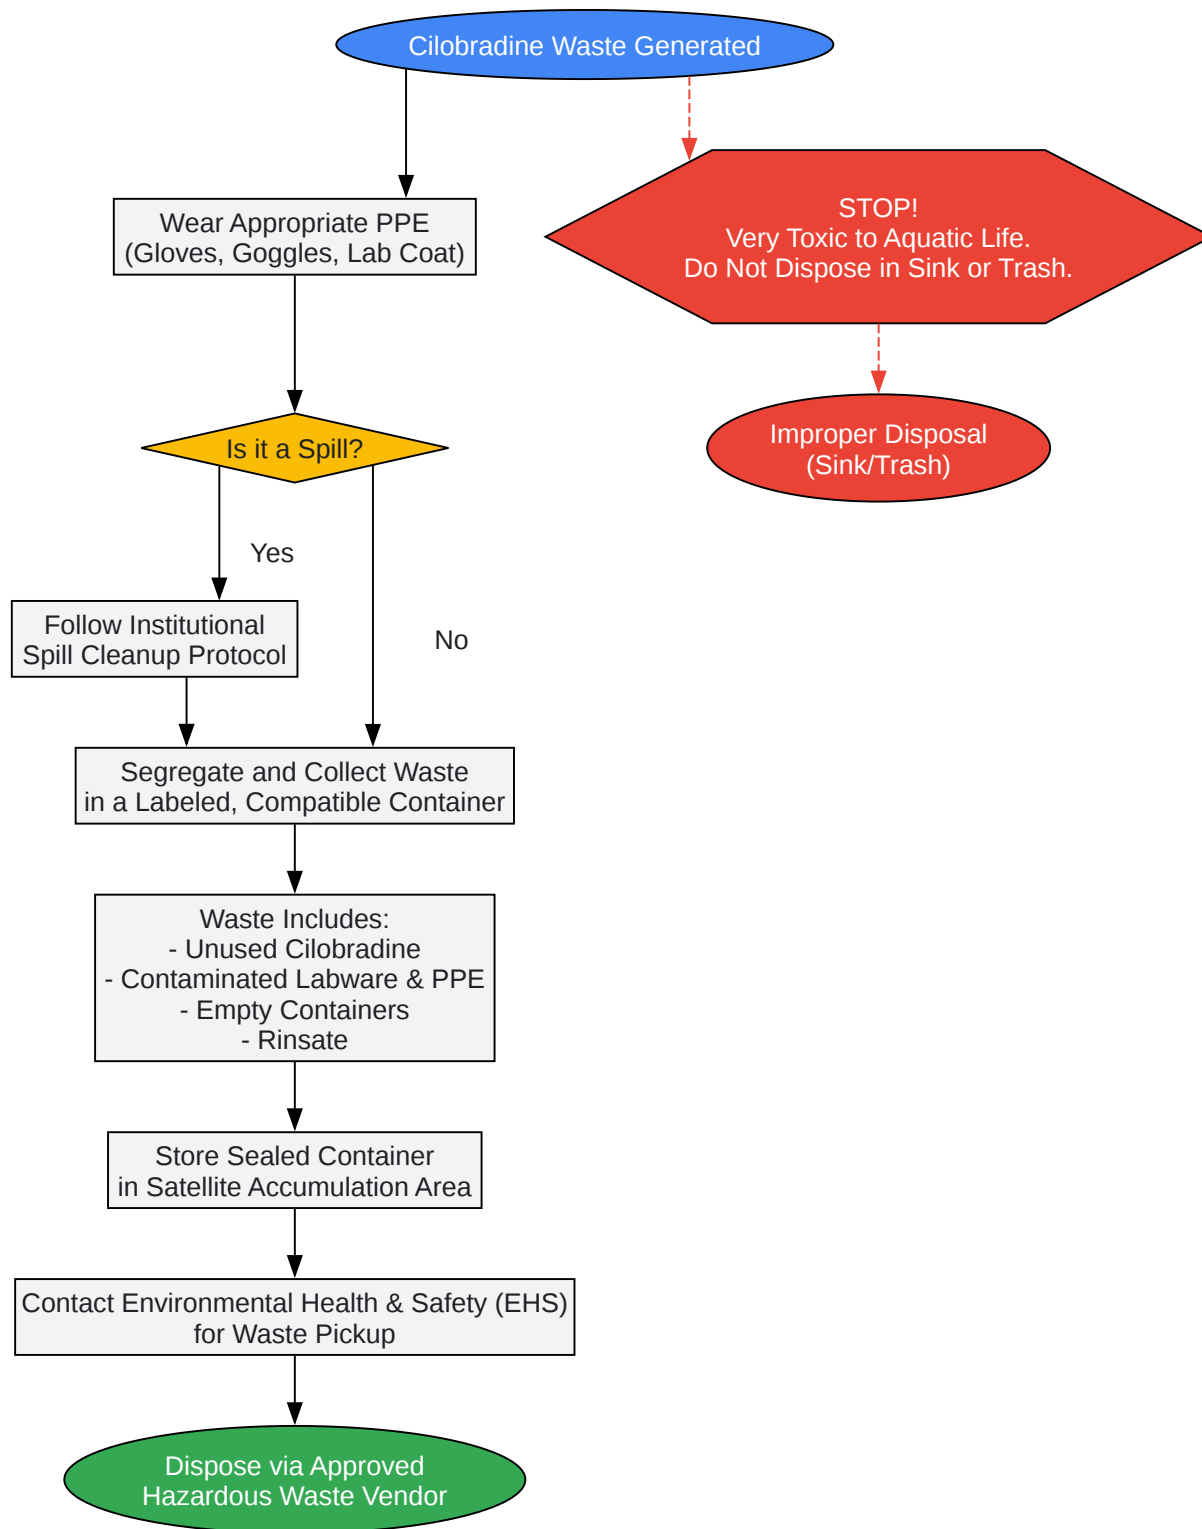 Cilobradine Waste Generated
Wear Appropriate PPE
(Gloves, Goggles, Lab Coat)
STOP!
Very Toxic to Aquatic Life.
Do Not Dispose in Sink or Trash.
Is it a Spill?
Improper Disposal
(Sink/Trash)
Yes
No
Follow Institutional
Spill Cleanup Protocol
Segregate and Collect Waste
in a Labeled, Compatible Container
Waste Includes:
- Unused Cilobradine
- Contaminated Labware & PPE
- Empty Containers
- Rinsate
Store Sealed Container
in Satellite Accumulation Area
Contact Environmental Health & Safety (EHS)
for Waste Pickup
Dispose via Approved
Hazardous Waste Vendor